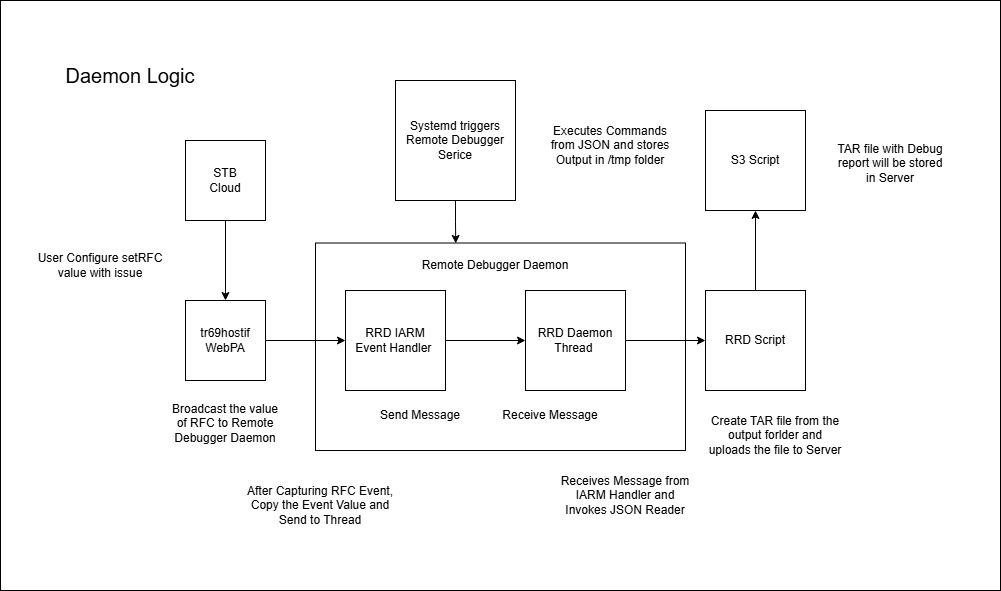 Daemon Logic
Systemd triggers
Remote Debugger
Serice
Executes Commands
from JSON and stores
Output in /tmp folder
S3 Script
TAR file with Debug
report will be stored
in Server
STB
Cloud
User Configure setRFC
value with issue
Remote Debugger Daemon
tr69hostif
WebPA
RRD IARM
Event Handler
RRD Daemon
Thread
RRD Script
Send Message
Receive Message
Broadcast the value
of RFC to Remote
Debugger Daemon
Create TAR file from the
output forlder and
uploads the file to Server
After Capturing RFC Event,
Copy the Event Value and
Send to Thread
Receives Message from
IARM Handler and
Invokes JSON Reader